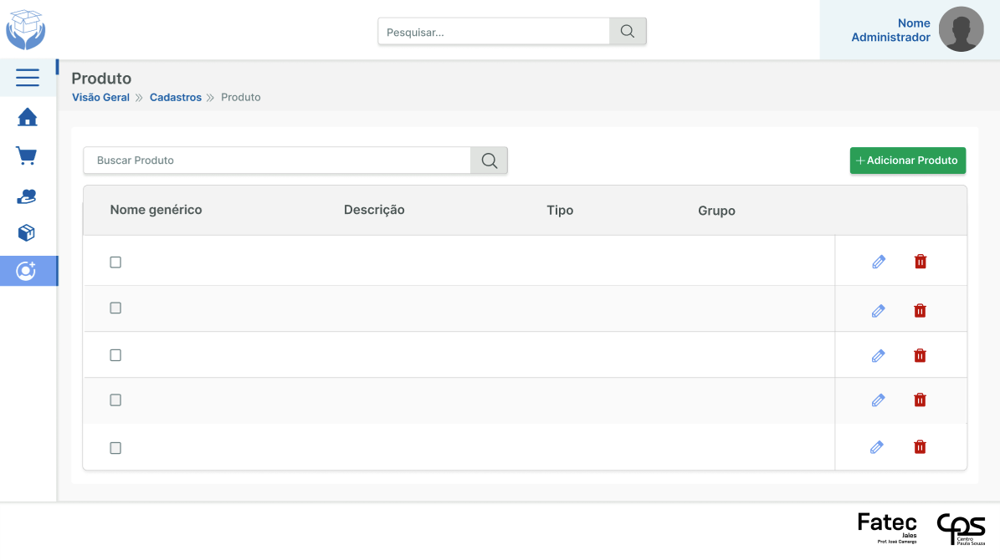 Pesquisar...
Nome
Administrador
Produto
Visão Geral » Cadastros » Produto
Buscar Produto
+ Adicionar Produto
Nome genérico Descrição Tipo Grupo
Fatec
Jales
Prof. José Camargo
Cps
Centro
Paula Souza